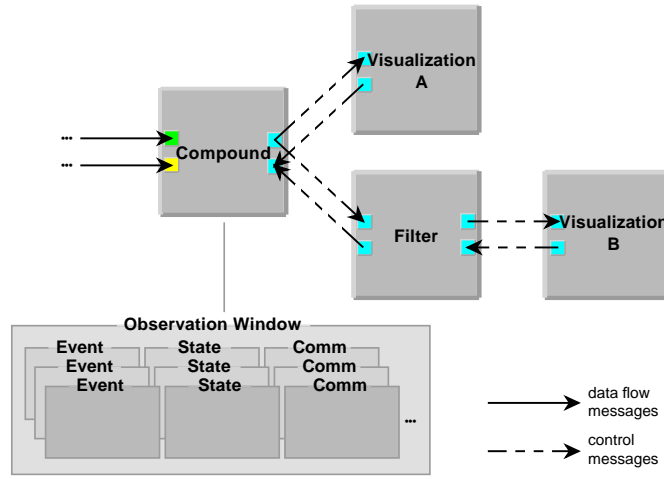 Visualization
A
...
...
Compound
Filter
Visualization
B
Observation Window
Event State Comm
Event State Comm
Event State Comm
...
data flow
messages
control
messages